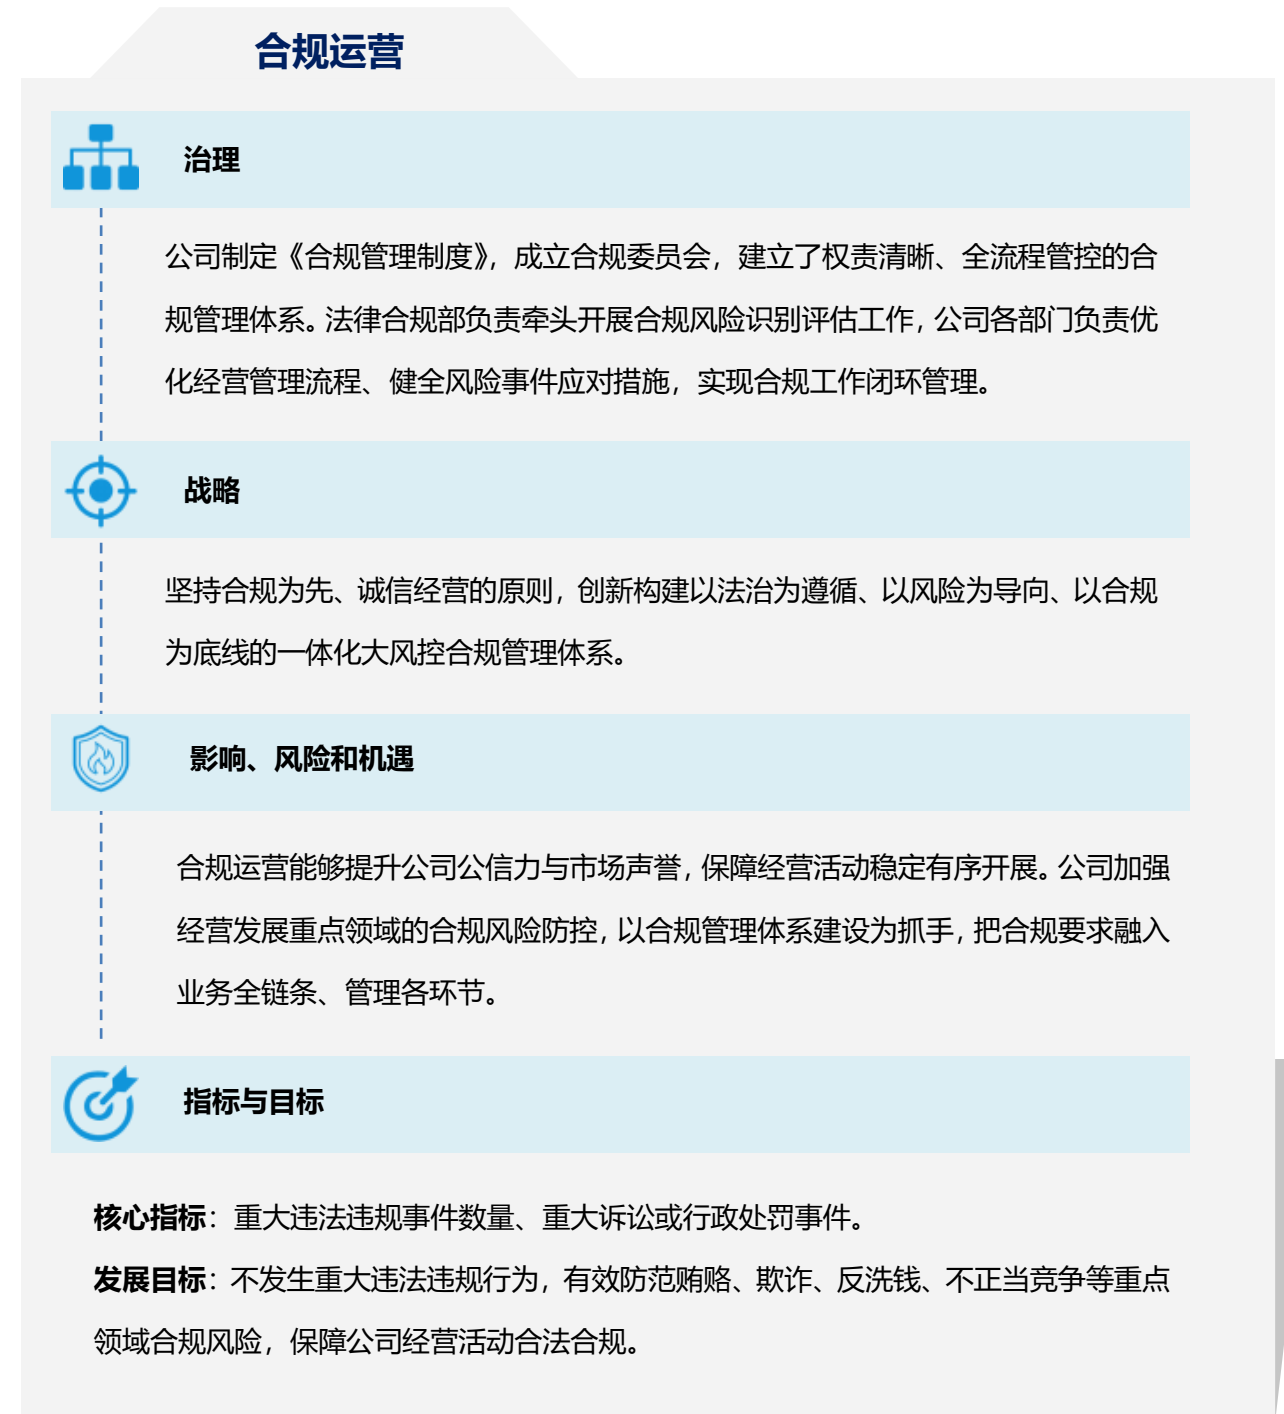 合规运营
治理
公司制定《合规管理制度》，成立合规委员会，建立了权责清晰、全流程管控的合
规管理体系。法律合规部负责牵头开展合规风险识别评估工作，公司各部门负责优
化经营管理流程、健全风险事件应对措施，实现合规工作闭环管理。
战略
坚持合规为先、诚信经营的原则，创新构建以法治为遵循、以风险为导向、以合规
为底线的一体化大风控合规管理体系。
影响、风险和机遇
合规运营能够提升公司公信力与市场声誉，保障经营活动稳定有序开展。公司加强
经营发展重点领域的合规风险防控，以合规管理体系建设为抓手，把合规要求融入
业务全链条、管理各环节。
指标与目标
核心指标：重大违法违规事件数量、重大诉讼或行政处罚事件。
发展目标：不发生重大违法违规行为，有效防范贿赂、欺诈、反洗钱、不正当竞争等重点
领域合规风险，保障公司经营活动合法合规。